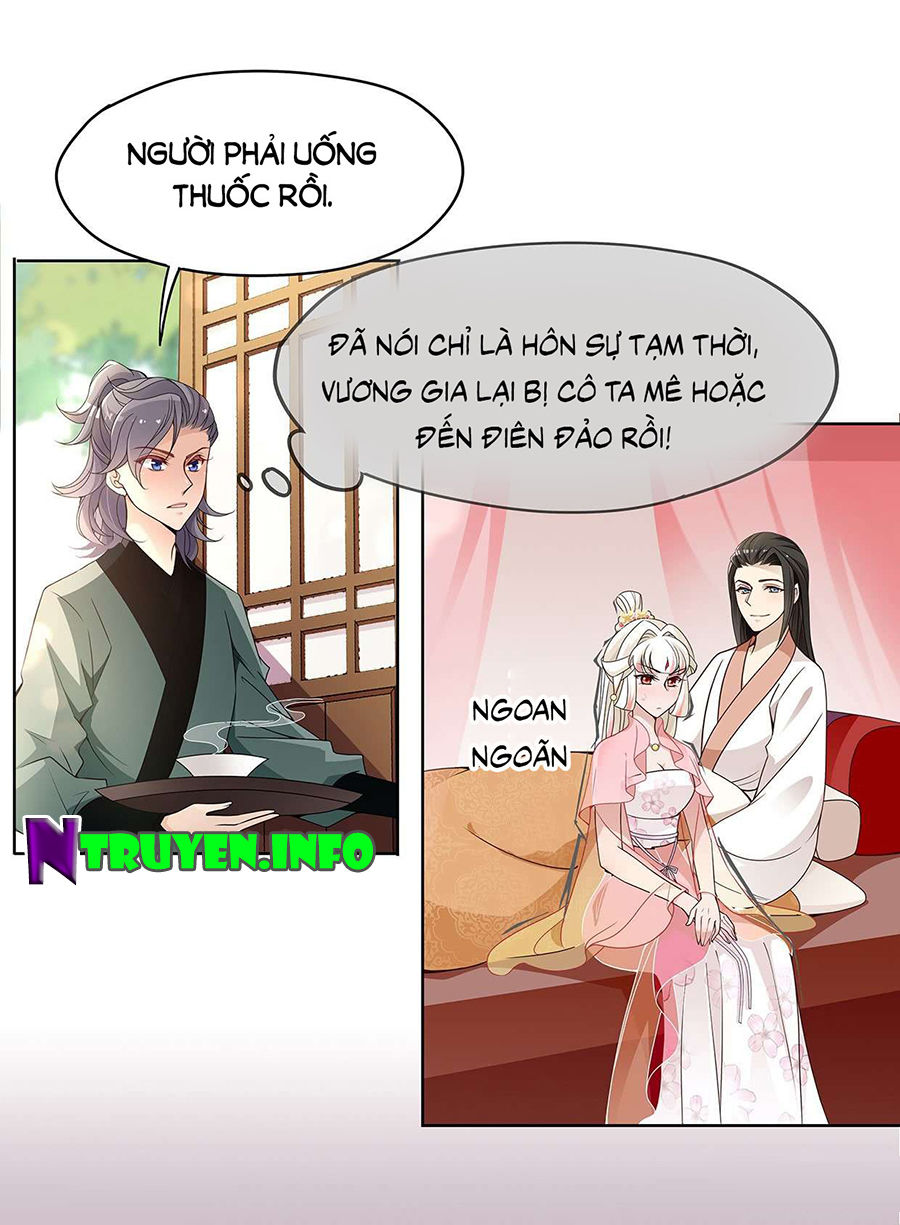 NGƯỜI PHẢI UỐNG
THUỐC RỒI.
ĐÃ NÓI CHỈ LÀ HÔN SỰ TẠM THỜI,
VƯƠNG GIA LẠI BỊ CÔ TA MÊ HOẶC
ĐẾN ĐIÊN ĐẢO RỒI!
NGOAN
NGOÃN
NTRUYEN.INFO